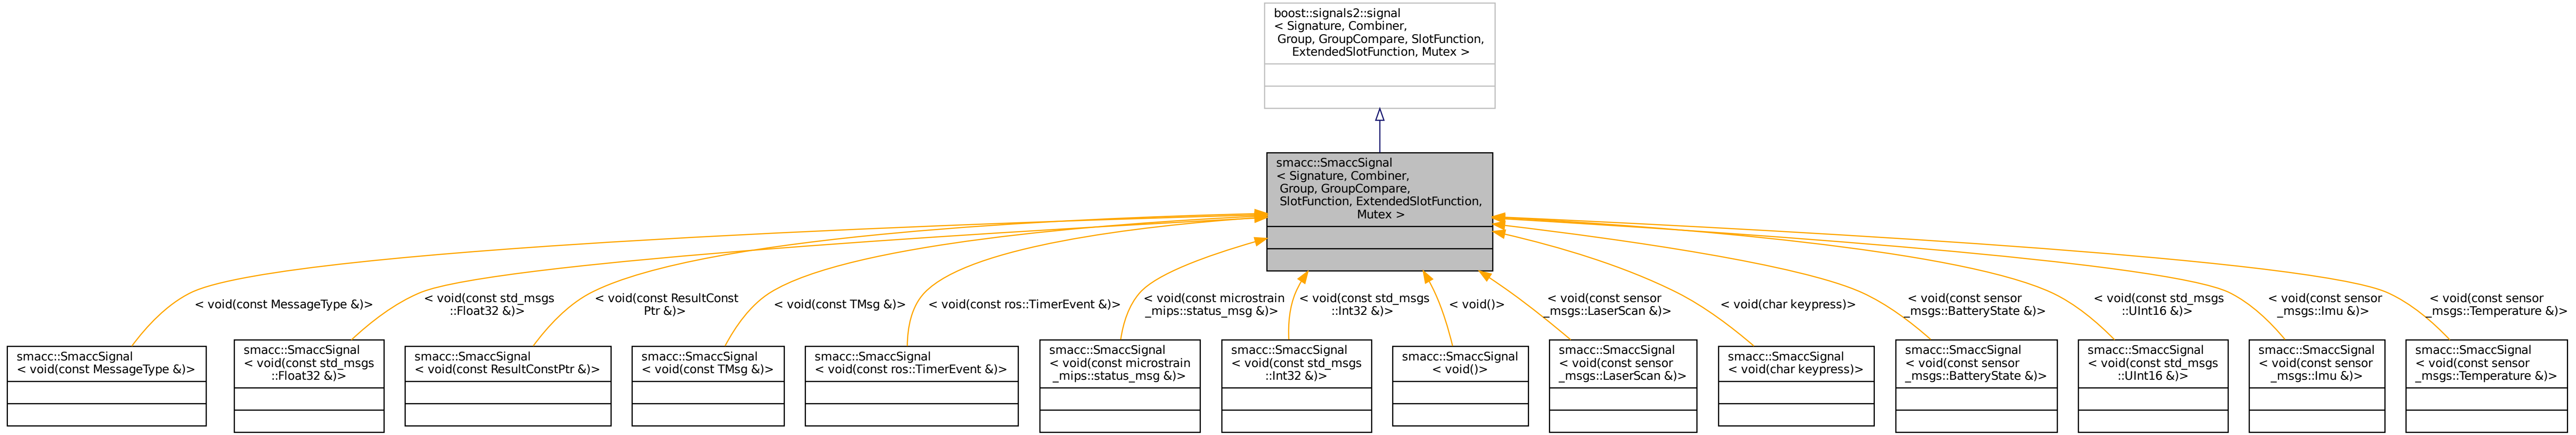 boost::signals2::signal
< Signature, Combiner,
Group, GroupCompare, SlotFunction,
ExtendedSlotFunction, Mutex >
smacc::SmaccSignal
< Signature, Combiner,
Group, GroupCompare,
SlotFunction, ExtendedSlotFunction,
Mutex >
< void(const MessageType &)>
< void(const std_msgs
::Float32 &)>
< void(const ResultConst
Ptr &)>
< void(const TMsg &)>
< void(const ros::TimerEvent &)>
< void(const microstrain
_mips::status_msg &)>
< void(const std_msgs
::Int32 &)>
< void()>
< void(const sensor
_msgs::LaserScan &)>
< void(char keypress)>
< void(const sensor
_msgs::BatteryState &)>
< void(const std_msgs
::UInt16 &)>
< void(const sensor
_msgs::Imu &)>
< void(const sensor
_msgs::Temperature &)>
smacc::SmaccSignal
< void(const MessageType &)>
smacc::SmaccSignal
< void(const std_msgs
::Float32 &)>
smacc::SmaccSignal
< void(const ResultConstPtr &)>
smacc::SmaccSignal
< void(const TMsg &)>
smacc::SmaccSignal
< void(const ros::TimerEvent &)>
smacc::SmaccSignal
< void(const microstrain
_mips::status_msg &)>
smacc::SmaccSignal
< void(const std_msgs
::Int32 &)>
smacc::SmaccSignal
< void()>
smacc::SmaccSignal
< void(const sensor
_msgs::LaserScan &)>
smacc::SmaccSignal
< void(char keypress)>
smacc::SmaccSignal
< void(const sensor
_msgs::BatteryState &)>
smacc::SmaccSignal
< void(const std_msgs
::UInt16 &)>
smacc::SmaccSignal
< void(const sensor
_msgs::Imu &)>
smacc::SmaccSignal
< void(const sensor
_msgs::Temperature &)>